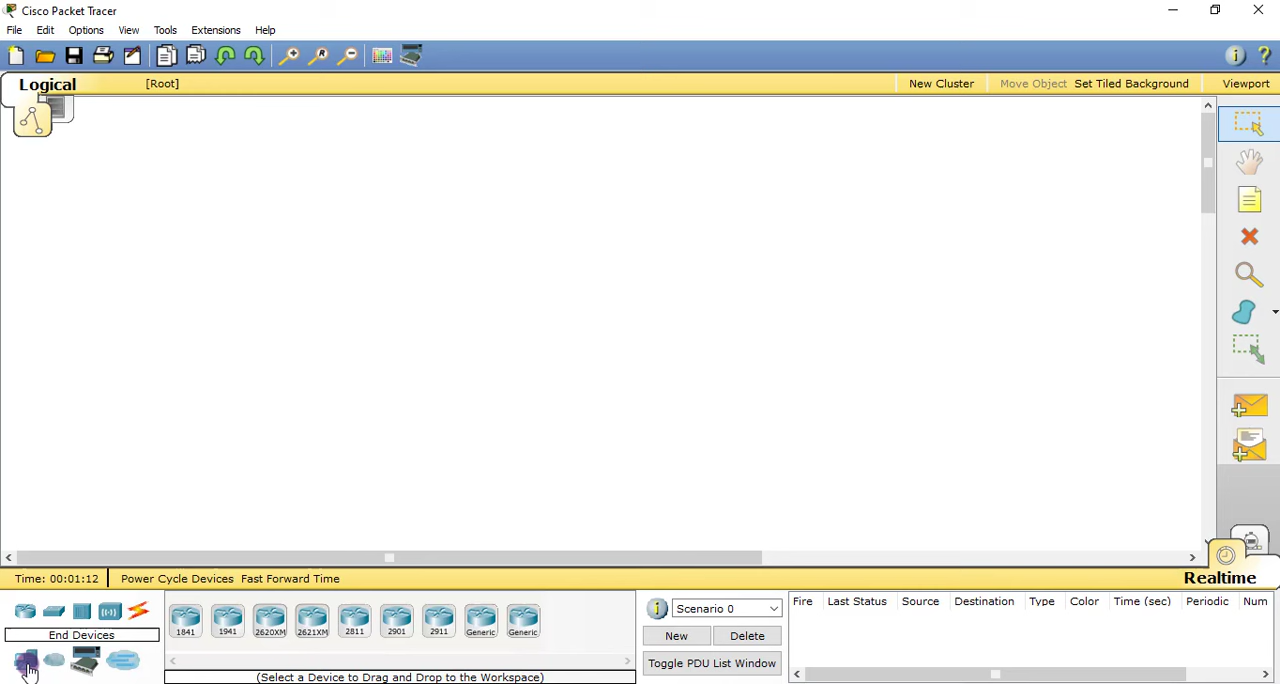 Cisco Packet Tracer
File Edit Options View Tools Extensions Help
Logical [Root] New Cluster Move Object Set Tiled Background Viewport
Time: 00:01:12 Power Cycle Devices Fast Forward Time
Realtime
End Devices
1841 1941 2620XM 2621XM 2811 2901 2911 Generic Generic
(Select a Device to Drag and Drop to the Workspace)
Scenario 0
New Delete
Toggle PDU List Window
Fire Last Status Source Destination Type Color Time (sec) Periodic Num